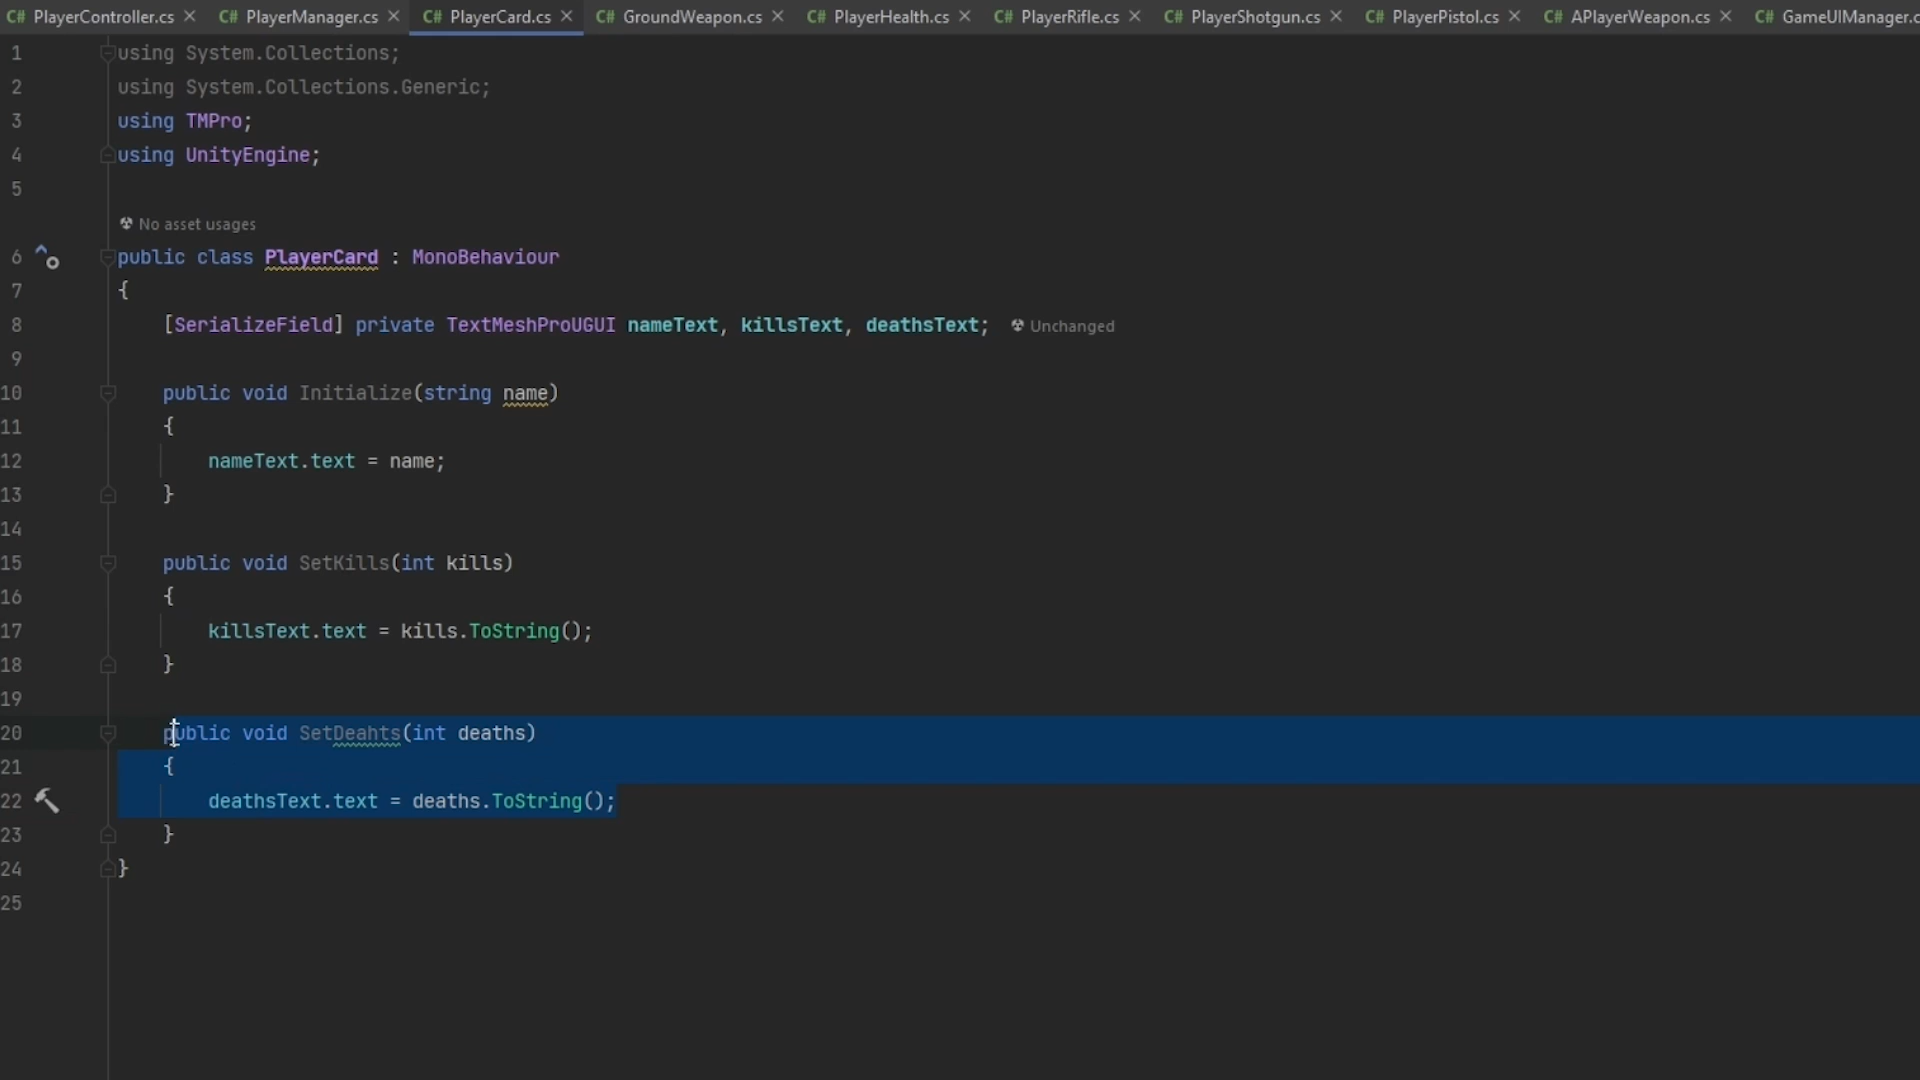 C# PlayerController.cs × C# PlayerManager.cs × C# PlayerCard.cs × C# GroundWeapon.cs × C# PlayerHealth.cs × C# PlayerRifle.cs × C# PlayerShotgun.cs × C# PlayerPistol.cs × C# APlayerWeapon.cs × C# GameUIManager.c
1 using System.Collections;
2 using System.Collections.Generic;
3 using TMPro;
4 using UnityEngine;
5
No asset usages
6 public class PlayerCard : MonoBehaviour
7 {
8 [SerializeField] private TextMeshProUGUI nameText, killsText, deathsText; Unchanged
9
10 public void Initialize(string name)
11 {
12 nameText.text = name;
13 }
14
15 public void SetKills(int kills)
16 {
17 killsText.text = kills.ToString();
18 }
19
20 public void SetDeahts(int deaths)
21 {
22 deathsText.text = deaths.ToString();
23 }
24 }
25